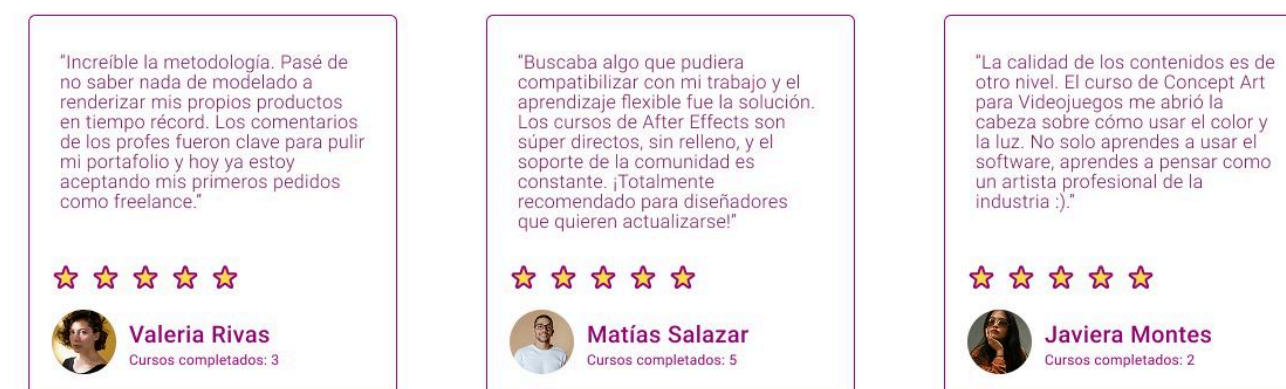 “Increíble la metodología. Pasé de
no saber nada de modelado a
renderizar mis propios productos
en tiempo récord. Los comentarios
de los profes fueron clave para pulir
mi portafolio y hoy ya estoy
aceptando mis primeros pedidos
como freelance.”
Valeria Rivas
Cursos completados: 3
“Buscaba algo que pudiera
compatibilizar con mi trabajo y el
aprendizaje flexible fue la solución.
Los cursos de After Effects son
súper directos, sin relleno, y el
soporte de la comunidad es
constante. ¡Totalmente
recomendado para diseñadores
que quieren actualizarse!”
Matías Salazar
Cursos completados: 5
“La calidad de los contenidos es de
otro nivel. El curso de Concept Art
para Videojuegos me abrió la
cabeza sobre cómo usar el color y
la luz. No solo aprendes a usar el
software, aprendes a pensar como
un artista profesional de la
industria :).”
Javiera Montes
Cursos completados: 2